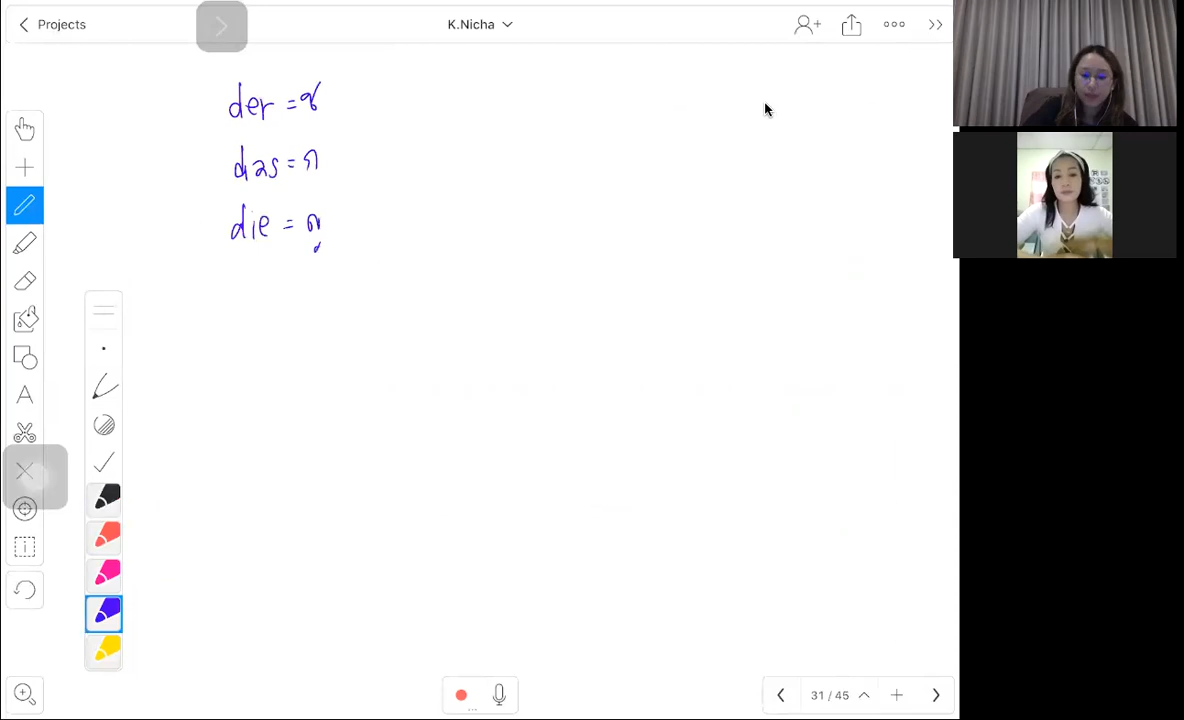 Projects
K.Nicha
der = ช
das = ก
die = ญ
31 / 45